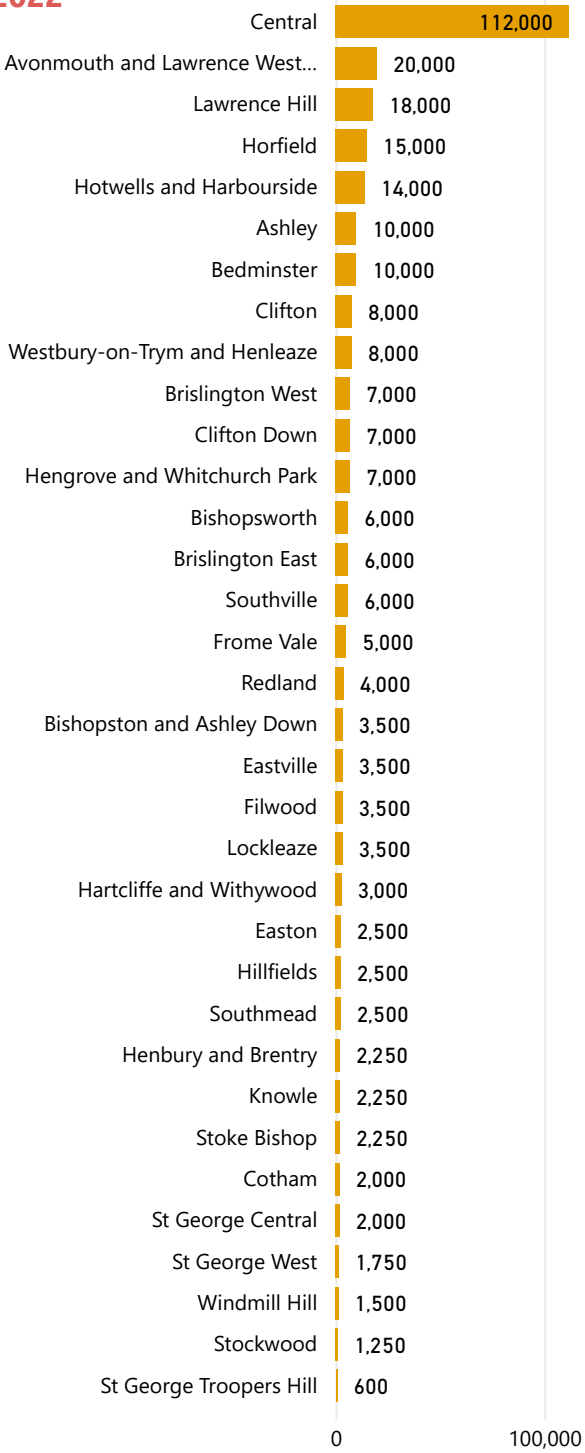 Central 112,000
Avonmouth and Lawrence West... 20,000
Lawrence Hill 18,000
Horfield 15,000
Hotwells and Harbourside 14,000
Ashley 10,000
Bedminster 10,000
Clifton 8,000
Westbury-on-Trym and Henleaze 8,000
Brislington West 7,000
Clifton Down 7,000
Hengrove and Whitchurch Park 7,000
Bishopsworth 6,000
Brislington East 6,000
Southville 6,000
Frome Vale 5,000
Redland 4,000
Bishopston and Ashley Down 3,500
Eastville 3,500
Filwood 3,500
Lockleaze 3,500
Hartcliffe and Withywood 3,000
Easton 2,500
Hillfields 2,500
Southmead 2,500
Henbury and Brentry 2,250
Knowle 2,250
Stoke Bishop 2,250
Cotham 2,000
St George Central 2,000
St George West 1,750
Windmill Hill 1,500
Stockwood 1,250
St George Troopers Hill 600
0 100,000